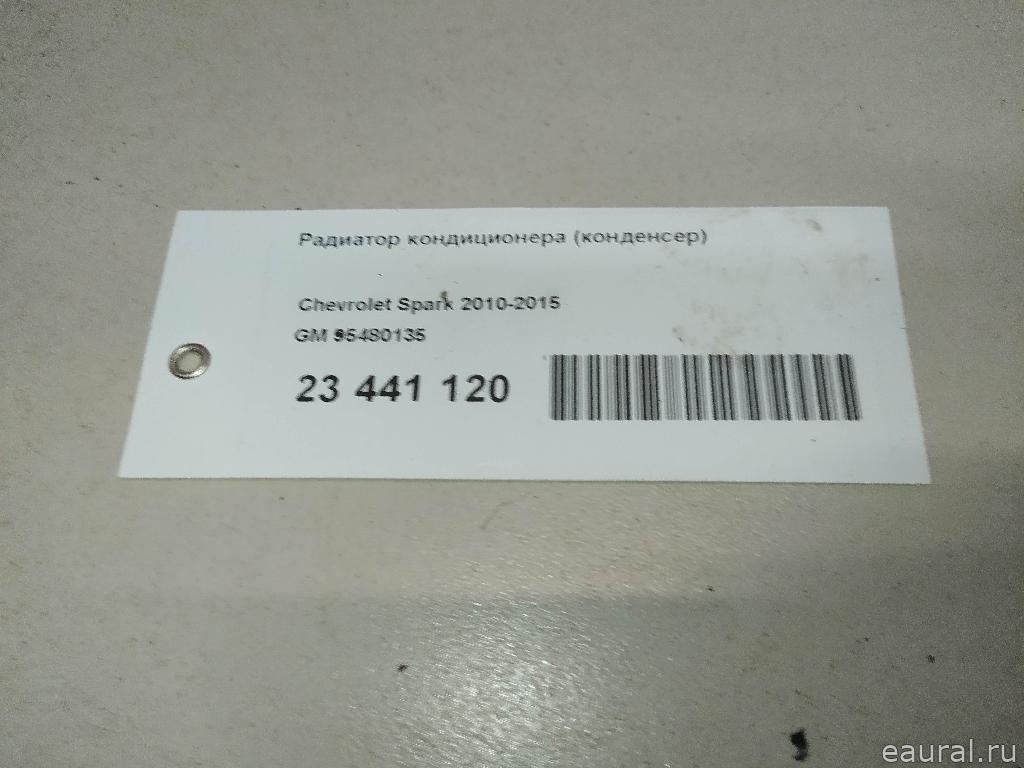 Радиатор кондиционера (конденсер)
Chevrolet Spark 2010-2015
GM 95480135
23 441 120
eaural.ru